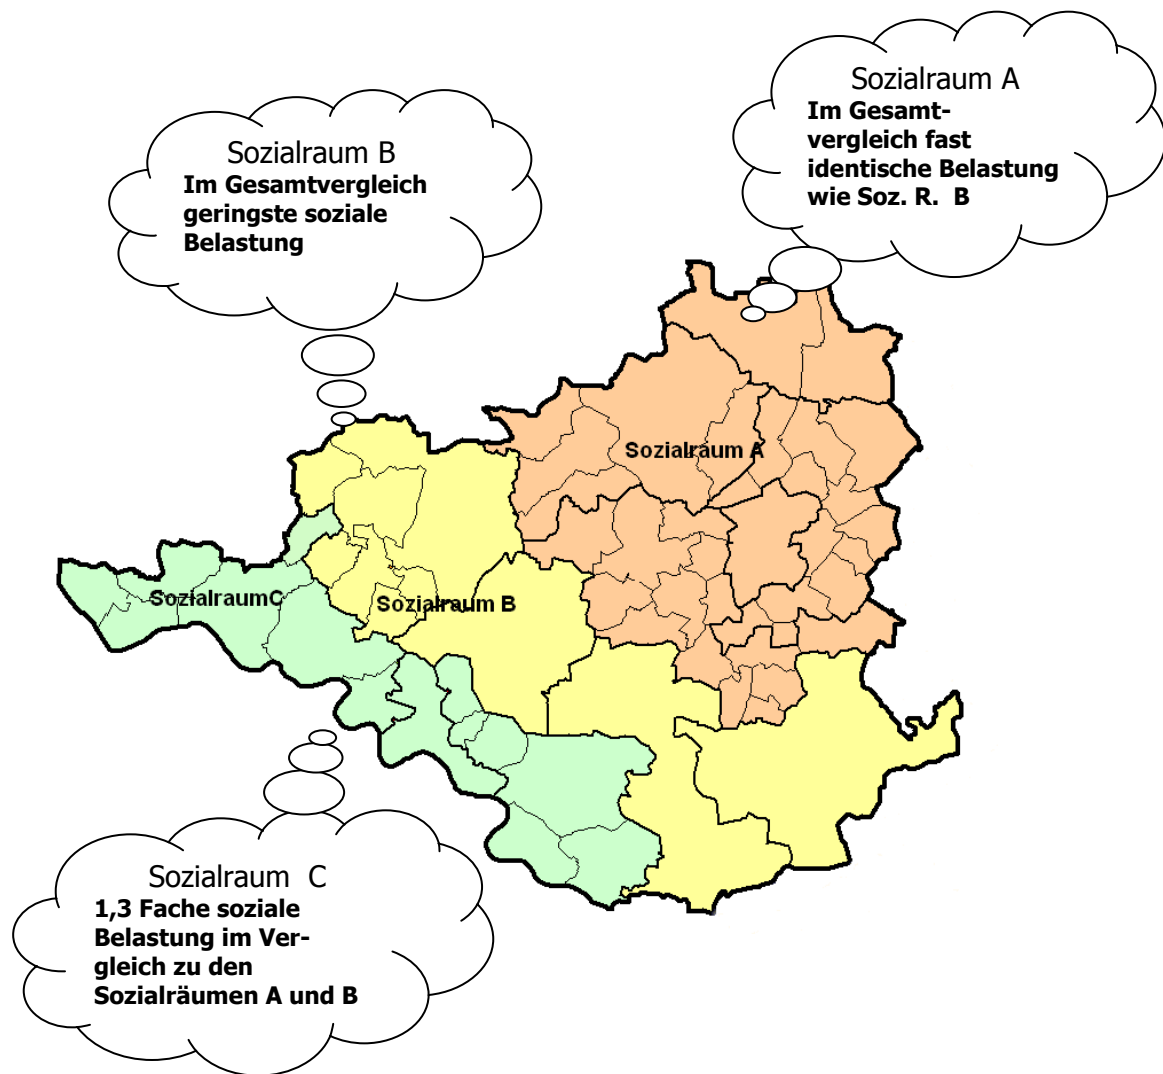 Sozialraum A
Im Gesamt-
vergleich fast
identische Belastung
wie Soz. R. B
Sozialraum B
Im Gesamtvergleich
geringste soziale
Belastung
Sozialraum A
SozialraumC
Sozialraum B
Sozialraum C
1,3 Fache soziale
Belastung im Ver-
gleich zu den
Sozialräumen A und B